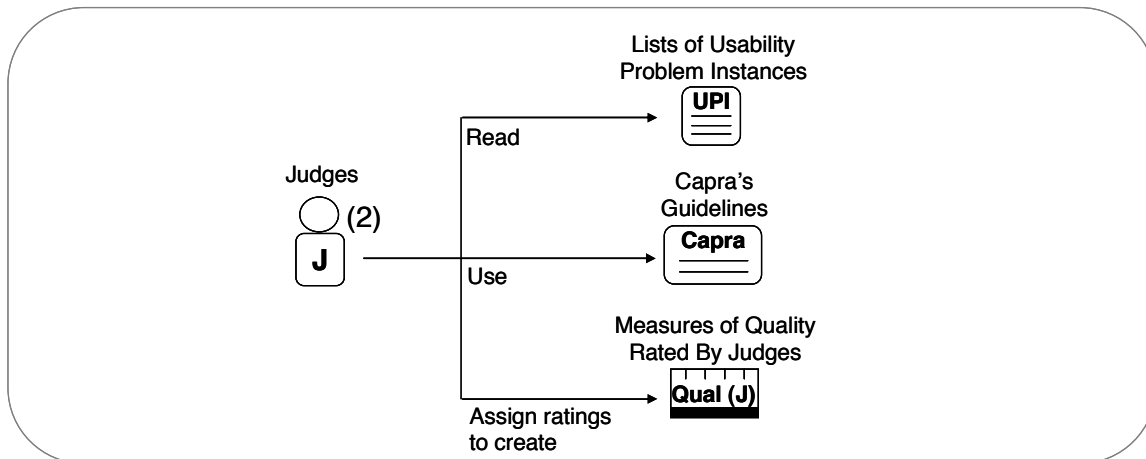 Lists of Usability
Problem Instances
UPI
Read
Judges
(2)
J
Capra’s
Guidelines
Capra
Use
Measures of Quality
Rated By Judges
Qual (J)
Assign ratings
to create